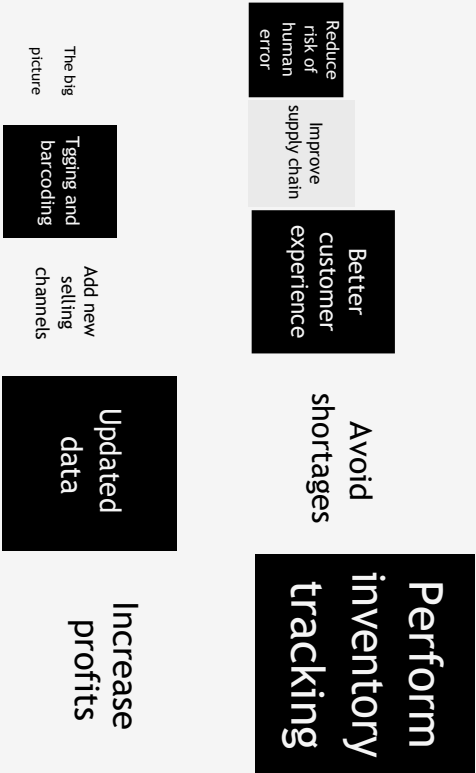 Reduce
risk of
human
error
Improve
supply chain
Better
customer
experience
Avoid
shortages
Perform
inventory
tracking
The big
picture
Tgging and
barcoding
Add new
selling
channels
Updated
data
Increase
profits